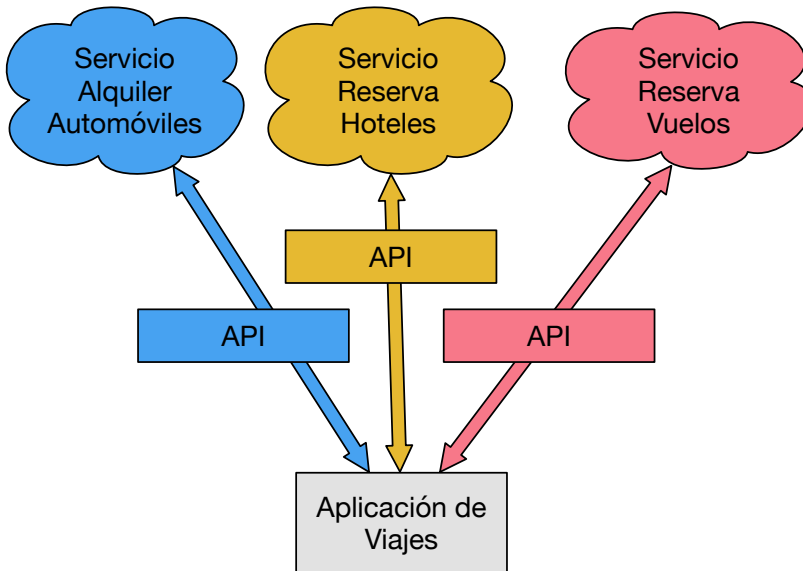 Servicio
Alquiler
Automóviles
Servicio
Reserva
Hoteles
Servicio
Reserva
Vuelos
API
API
API
Aplicación de
Viajes